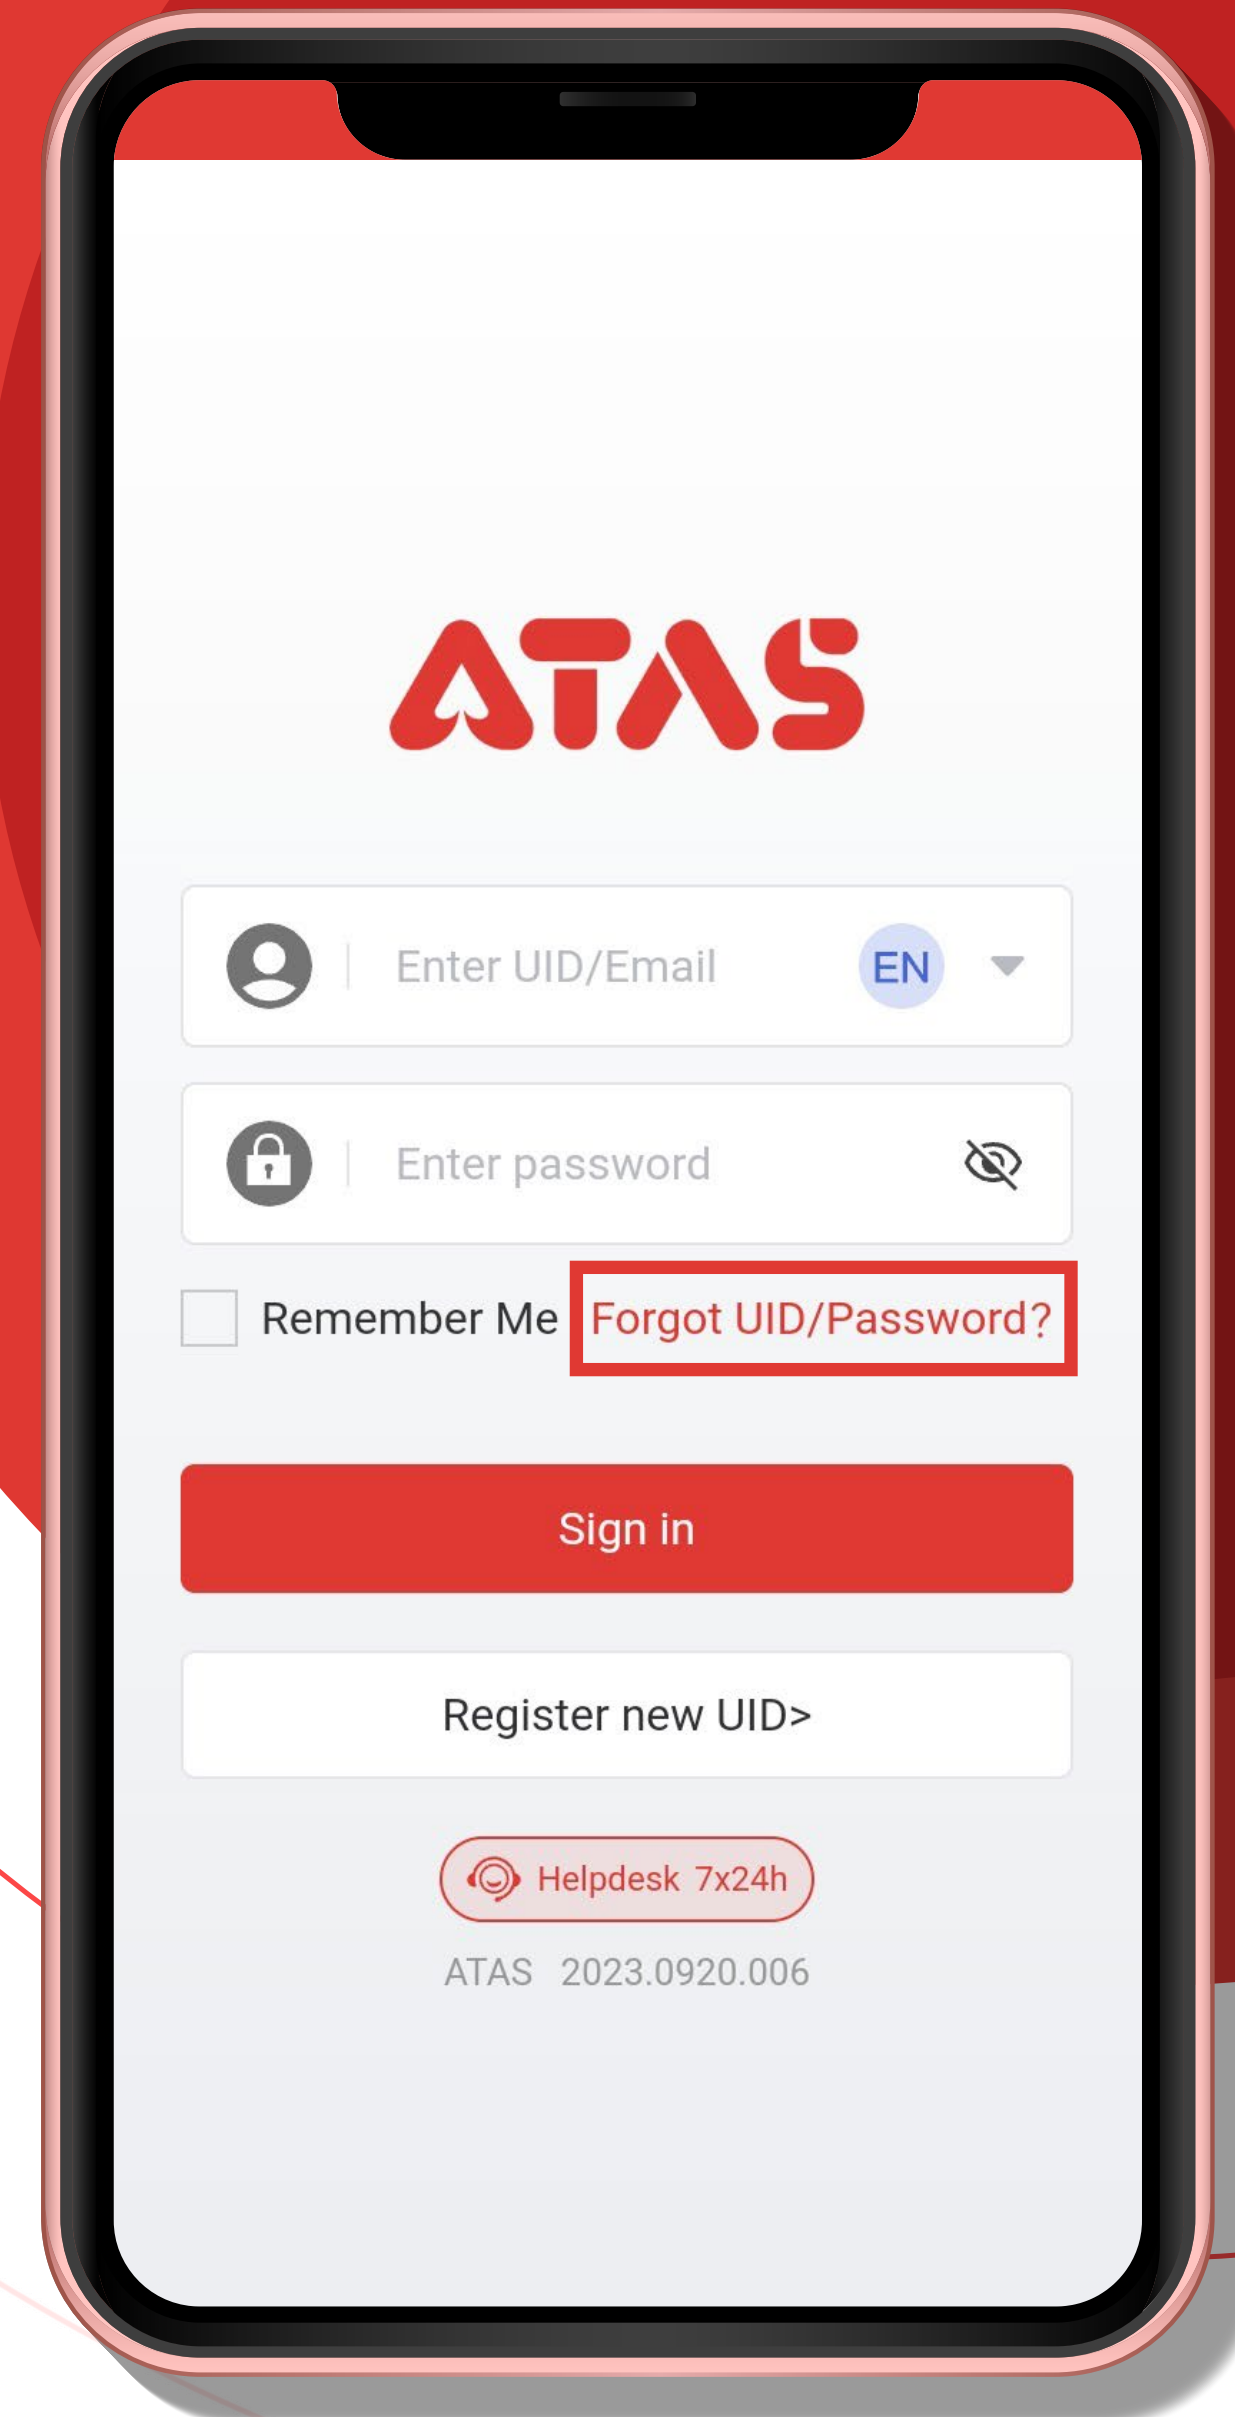 ATAS
Enter UID/Email EN
Enter password
Remember Me Forgot UID/Password?
Sign in
Register new UID>
Helpdesk 7x24h
ATAS 2023.0920.006